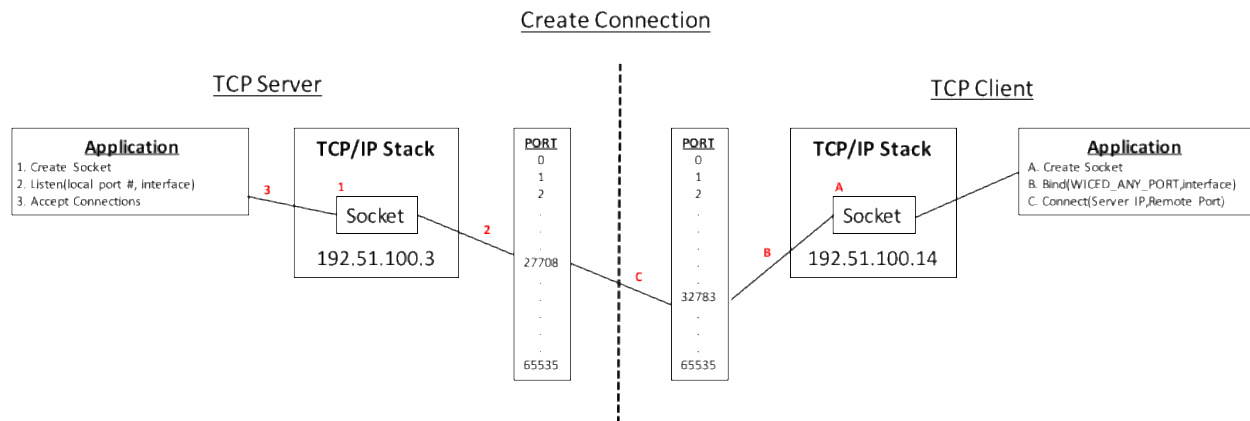 Create Connection
TCP Server
TCP Client
Application
1. Create Socket
2. Listen(local port #, interface)
3. Accept Connections
3
TCP/IP Stack
1
Socket
192.51.100.3
2
PORT
0
1
2
.
.
.
27708
.
.
.
.
65535
C
PORT
0
1
2
.
.
.
.
.
32783
.
.
.
65535
B
TCP/IP Stack
A
Socket
192.51.100.14
Application
A. Create Socket
B. Bind(WICED_ANY_PORT,interface)
C. Connect(Server IP,Remote Port)